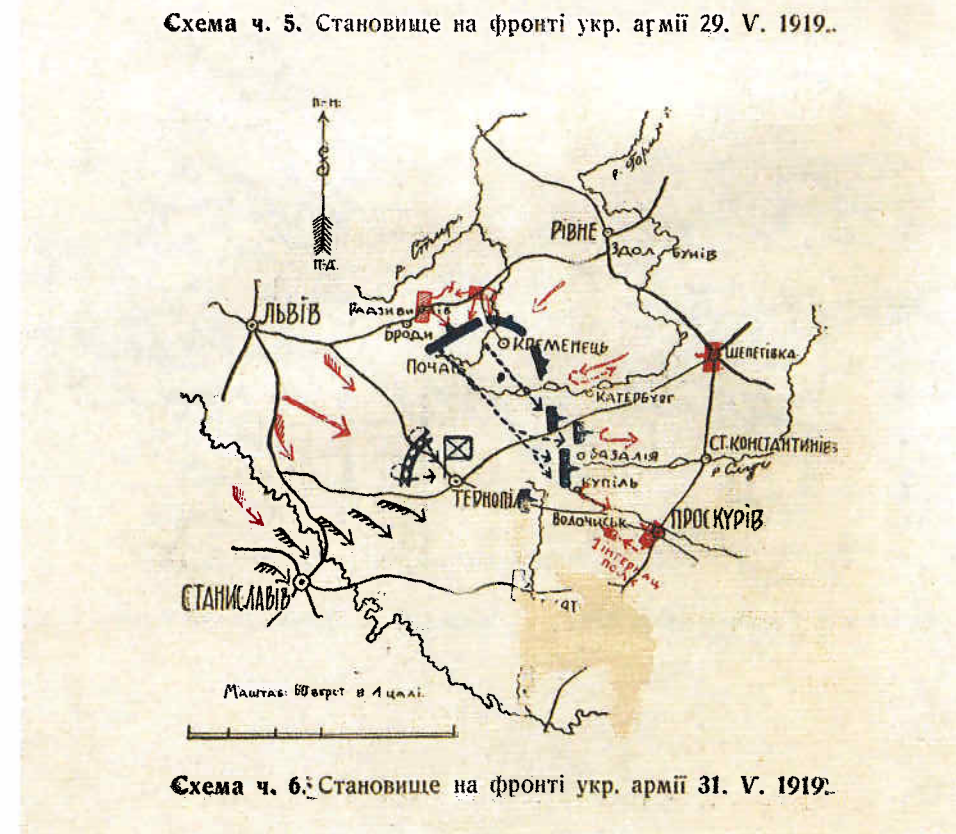 Схема ч. 5. Становище на фронті укр. армії 29. V. 1919.
П.-Н.
П-Д.
р. Горинь
РІВНЕ
ЗДОЛБУНІВ
р. Стир
ЛЬВІВ
РАДЗИВИЛІВ
БРОДИ
КРЕМЕНЕЦЬ
ШЕПЕТІВКА
ПОЧАЇВ
КАТЕРБУРГ
БАЗАЛІЯ
СТ. КОНСТАНТИНІВ
р. Случ
КУПІЛЬ
ТЕРНОПІЛЬ
ВОЛОЧИСЬК
ПРОСКУРІВ
1 ІНТЕРНАЦ
ПОЛК
СТАНИСЛАВІВ
Маштаб: 60 верст в 1 цалі.
Схема ч. 6. Становище на фронті укр. армії 31. V. 1919.